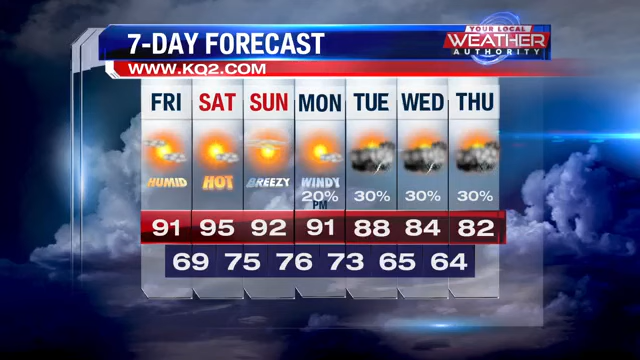 7-DAY FORECAST
YOUR LOCAL
WEATHER
AUTHORITY
WWW.KQ2.COM
FRI SAT SUN MON TUE WED THU
HUMID HOT BREEZY WINDY
20% 30% 30% 30%
PM
91 95 92 91 88 84 82
69 75 76 73 65 64